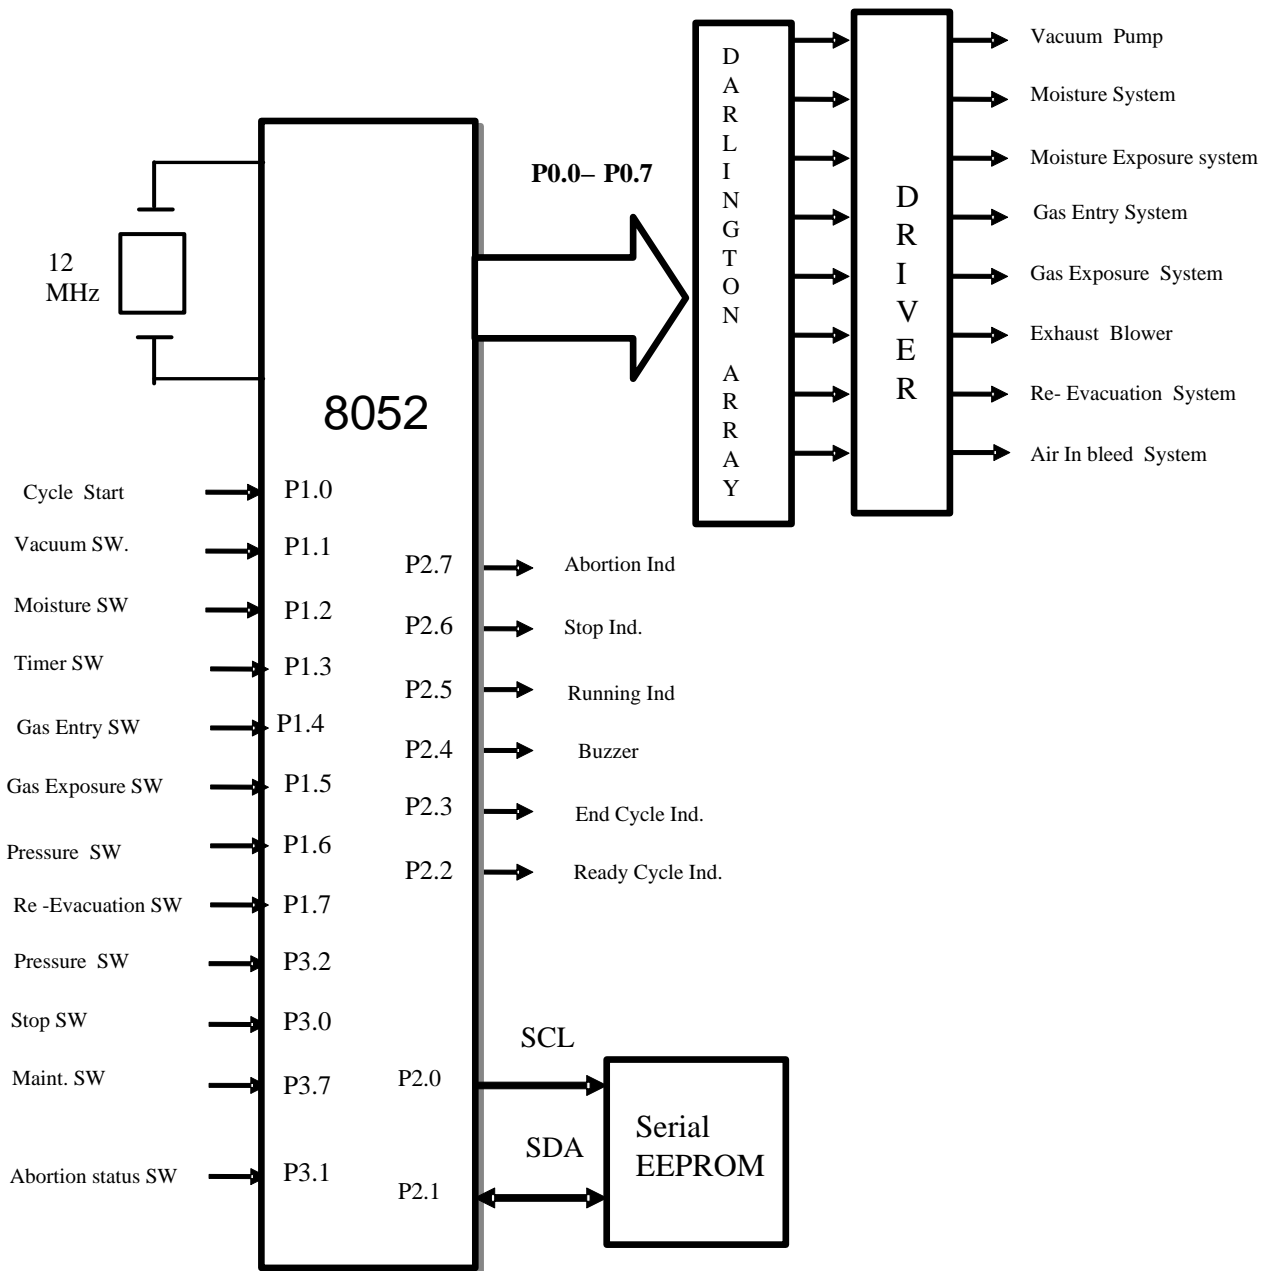 P0.0– P0.7
D
A
R
L
I
N
G
T
O
N
A
R
R
A
Y
D
R
I
V
E
R
Vacuum Pump
Moisture System
Moisture Exposure system
Gas Entry System
Gas Exposure System
Exhaust Blower
Re- Evacuation System
Air In bleed System
12
MHz
8052
Cycle Start
P1.0
Vacuum SW.
P1.1
Moisture SW
P1.2
Timer SW
P1.3
Gas Entry SW
P1.4
Gas Exposure SW
P1.5
Pressure SW
P1.6
Re -Evacuation SW
P1.7
Pressure SW
P3.2
Stop SW
P3.0
Maint. SW
P3.7
Abortion status SW
P3.1
P2.7
Abortion Ind
P2.6
Stop Ind.
P2.5
Running Ind
P2.4
Buzzer
P2.3
End Cycle Ind.
P2.2
Ready Cycle Ind.
P2.0
SCL
P2.1
SDA
Serial
EEPROM